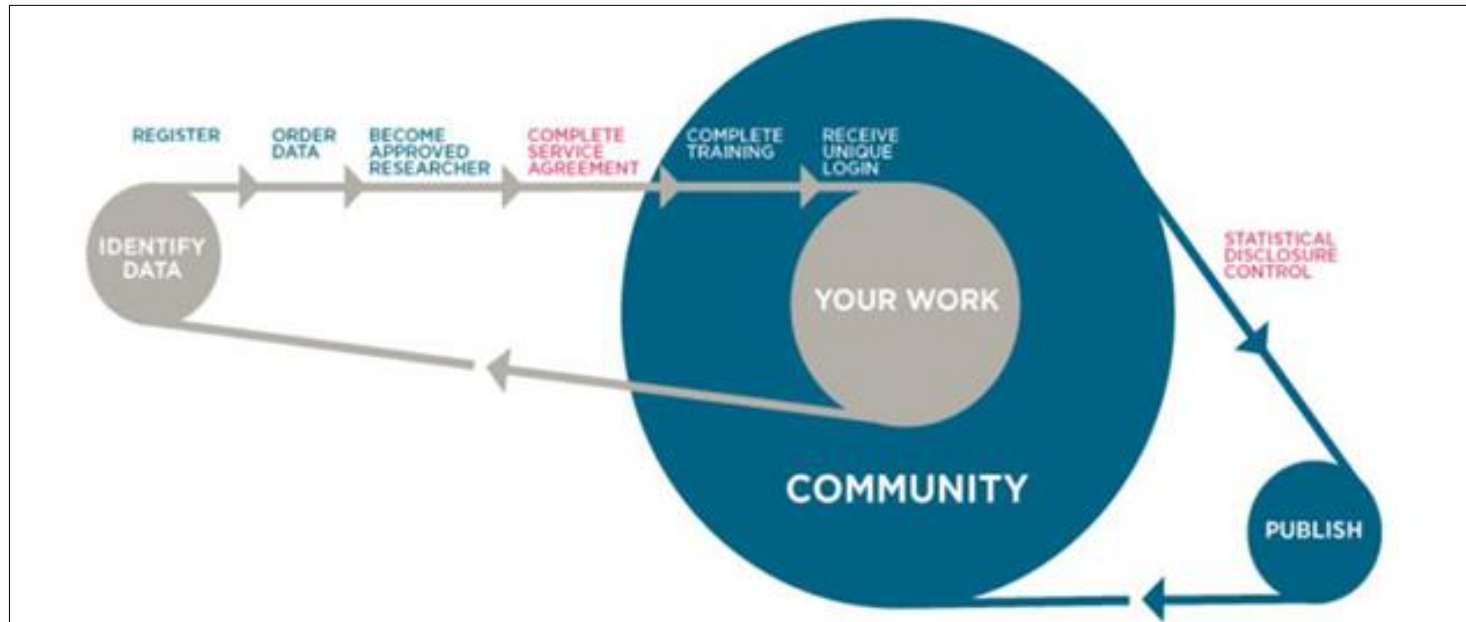 REGISTER
ORDER
DATA
BECOME
APPROVED
RESEARCHER
COMPLETE
SERVICE
AGREEMENT
COMPLETE
TRAINING
RECEIVE
UNIQUE
LOGIN
IDENTIFY
DATA
YOUR WORK
STATISTICAL
DISCLOSURE
CONTROL
COMMUNITY
PUBLISH